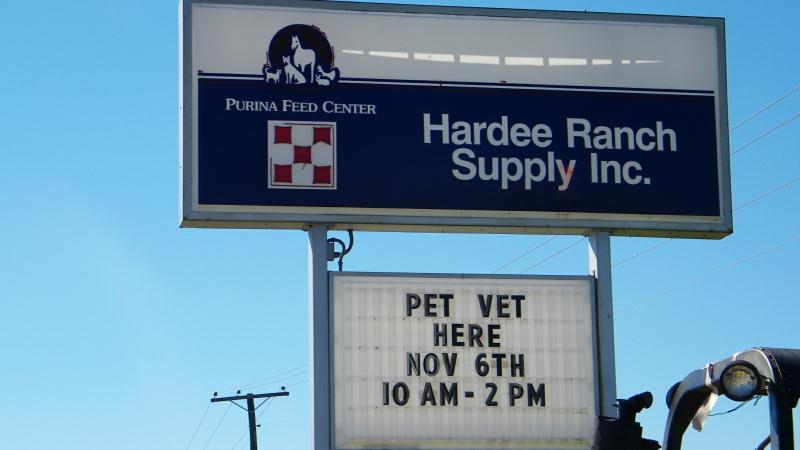 Purina Feed Center
Hardee Ranch
Supply Inc.
PET VET
HERE
NOV 6TH
10 AM - 2 PM